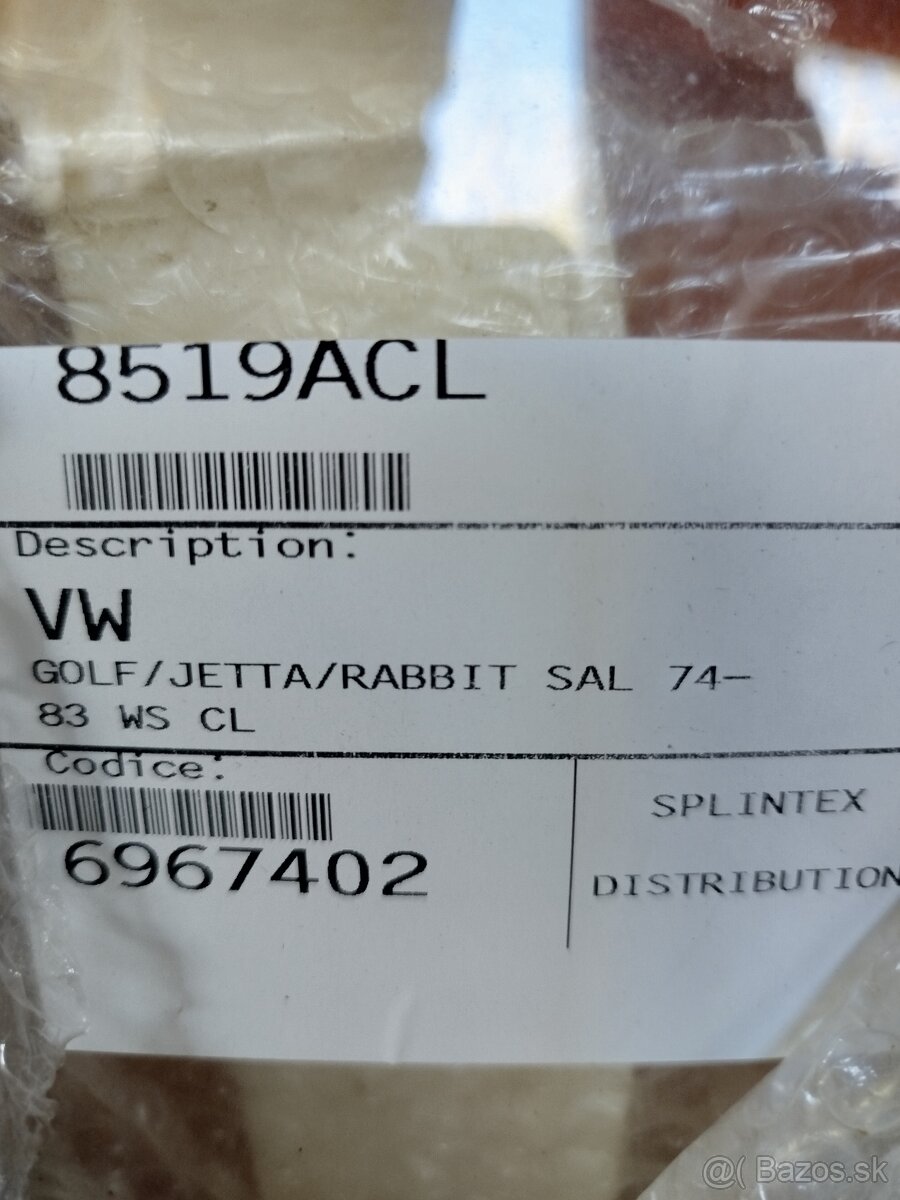 8519ACL
Description:
VW
GOLF/JETTA/RABBIT SAL 74-
83 WS CL
Codice:
6967402
SPLINTEX
DISTRIBUTION
@( Bazos.sk